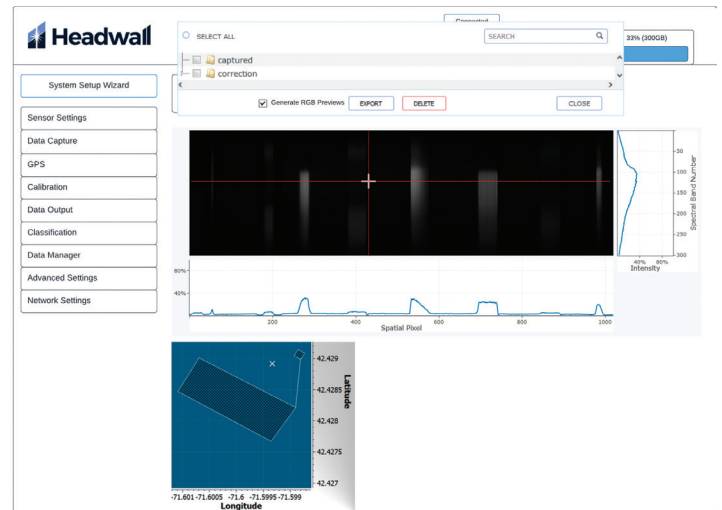 Headwall
Connected
SELECT ALL
SEARCH
33% (300GB)
captured
correction
Generate RGB Previews
EXPORT
DELETE
CLOSE
System Setup Wizard
Sensor Settings
Data Capture
GPS
Calibration
Data Output
Classification
Data Manager
Advanced Settings
Network Settings
50
100
150
200
250
300
Spectral Band Number
40% 80%
Intensity
80%
40%
200 400 600 800 1000
Spatial Pixel
42.429
42.4285
42.428
42.4275
42.427
Latitude
-71.601 -71.6005 -71.6 -71.5995 -71.599
Longitude